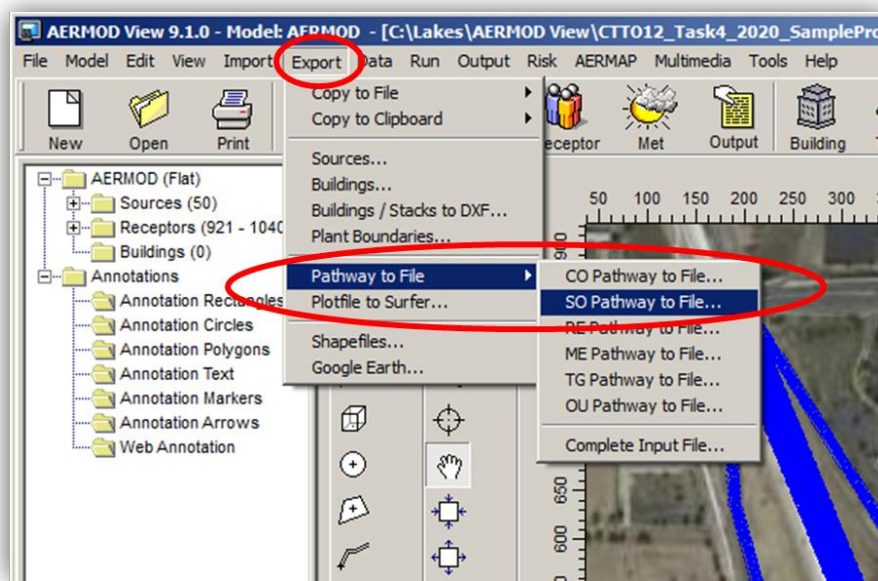 AERMOD View 9.1.0 - Model: AERMOD - [C:\Lakes\AERMOD View\CTTO12_Task4_2020_SamplePro
File Model Edit View Import Export Data Run Output Risk AERMAP Multimedia Tools Help
New Open Print Receptor Met Output Building
Copy to File
Copy to Clipboard
Sources...
Buildings...
Buildings / Stacks to DXF...
Plant Boundaries...
Pathway to File
Plotfile to Surfer...
Shapefiles...
Google Earth...
CO Pathway to File...
SO Pathway to File...
RE Pathway to File...
ME Pathway to File...
TG Pathway to File...
OU Pathway to File...
Complete Input File...
AERMOD (Flat)
Sources (50)
Receptors (921 - 1040
Buildings (0)
Annotations
Annotation Rectangles
Annotation Circles
Annotation Polygons
Annotation Text
Annotation Markers
Annotation Arrows
Web Annotation
50 100 150 200 250 300
900
650
600